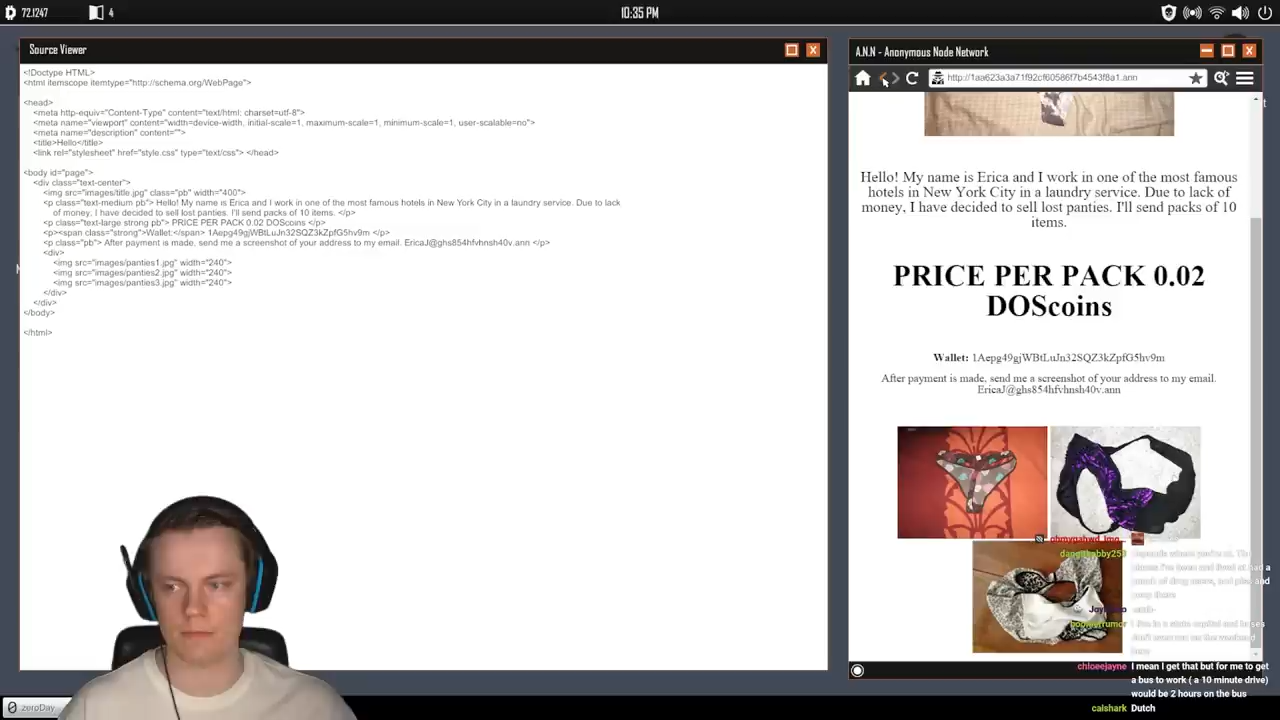 72.1247
4
10:35 PM
Source Viewer
<!Doctype HTML>
<html itemscope itemtype="http://schema.org/WebPage">
<head>
<meta http-equiv="Content-Type" content="text/html: charset=utf-8">
<meta name="viewport" content="width=device-width, initial-scale=1, maximum-scale=1, minimum-scale=1, user-scalable=no">
<meta name="description" content="">
<title>Hello</title>
<link rel="stylesheet" href="style.css" type="text/css"> </head>
<body id="page">
<div class="text-center">
<img src="images/title.jpg" class="pb" width="400">
<p class="text-medium pb"> Hello! My name is Erica and I work in one of the most famous hotels in New York City in a laundry service. Due to lack
of money, I have decided to sell lost panties. I'll send packs of 10 items. </p>
<p class="text-large strong pb"> PRICE PER PACK 0.02 DOScoins </p>
<p><span class="strong">Wallet:</span> 1Aepg49gjWBtLuJn32SQZ3kZpfG5hv9m </p>
<p class="pb"> After payment is made, send me a screenshot of your address to my email. EricaJ@ghs854hfvhnsh40v.ann </p>
<div>
<img src="images/panties1.jpg" width="240">
<img src="images/panties2.jpg" width="240">
<img src="images/panties3.jpg" width="240">
</div>
</div>
</body>
</html>
zeroDay
A.N.N - Anonymous Node Network
http://1aa623a3a71f92cf60586f7b4543f8a1.ann
Hello! My name is Erica and I work in one of the most famous
hotels in New York City in a laundry service. Due to lack of
money, I have decided to sell lost panties. I'll send packs of 10
items.
PRICE PER PACK 0.02
DOScoins
Wallet: 1Aepg49gjWBtLuJn32SQZ3kZpfG5hv9m
After payment is made, send me a screenshot of your address to my email.
EricaJ@ghs854hfvhnsh40v.ann
chloeejayne I mean I get that but for me to get
a bus to work ( a 10 minute drive)
would be 2 hours on the bus
calshark Dutch